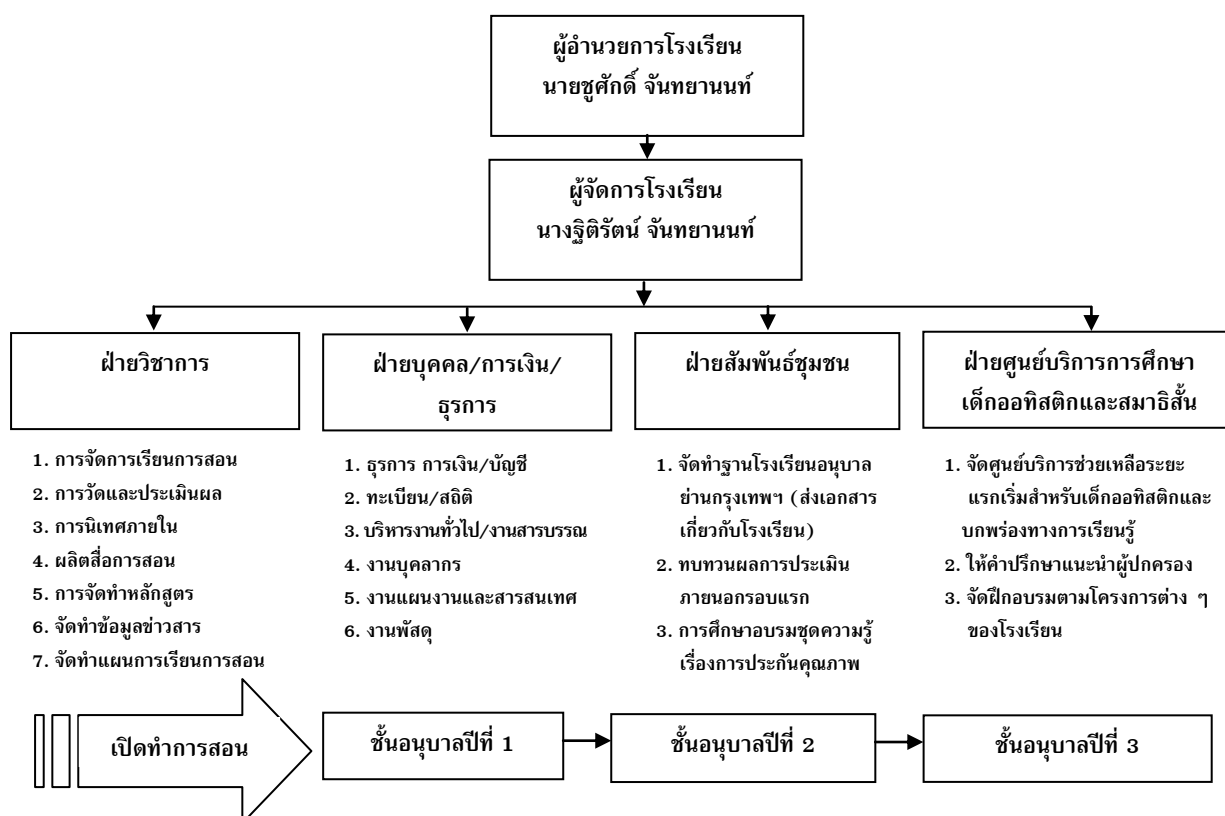 ผู้อำนวยการโรงเรียน
นายชูศักดิ์ จันทยานนท์
ผู้จัดการโรงเรียน
นางฐิติรัตน์ จันทยานนท์
ฝ่ายวิชาการ
1. การจัดการเรียนการสอน
2. การวัดและประเมินผล
3. การนิเทศภายใน
4. ผลิตสื่อการสอน
5. การจัดทำหลักสูตร
6. จัดทำข้อมูลข่าวสาร
7. จัดทำแผนการเรียนการสอน
ฝ่ายบุคคล/การเงิน/
ธุรการ
1. ธุรการ การเงิน/บัญชี
2. ทะเบียน/สถิติ
3. บริหารงานทั่วไป/งานสารบรรณ
4. งานบุคลากร
5. งานแผนงานและสารสนเทศ
6. งานพัสดุ
ฝ่ายสัมพันธ์ชุมชน
1. จัดทำฐานโรงเรียนอนุบาล
ย่านกรุงเทพฯ (ส่งเอกสาร
เกี่ยวกับโรงเรียน)
2. ทบทวนผลการประเมิน
ภายนอกรอบแรก
3. การศึกษาอบรมชุดความรู้
เรื่องการประกันคุณภาพ
ฝ่ายศูนย์บริการการศึกษา
เด็กออทิสติกและสมาธิสั้น
1. จัดศูนย์บริการช่วยเหลือระยะ
แรกเริ่มสำหรับเด็กออทิสติกและ
บกพร่องทางการเรียนรู้
2. ให้คำปรึกษาแนะนำผู้ปกครอง
3. จัดฝึกอบรมตามโครงการต่าง ๆ
ของโรงเรียน
เปิดทำการสอน
ชั้นอนุบาลปีที่ 1
ชั้นอนุบาลปีที่ 2
ชั้นอนุบาลปีที่ 3